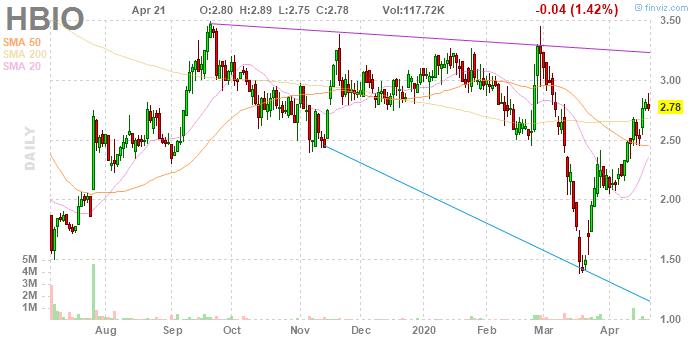 © finviz.com
HBIO
Apr 21
O:2.80 H:2.89 L:2.75 C:2.78
Vol:117.72K
-0.04 (1.42%)
SMA 50
SMA 200
SMA 20
DAILY
3.50
3.00
2.78
2.50
2.00
1.50
1.00
5M
4M
3M
2M
1M
Aug
Sep
Oct
Nov
Dec
2020
Feb
Mar
Apr